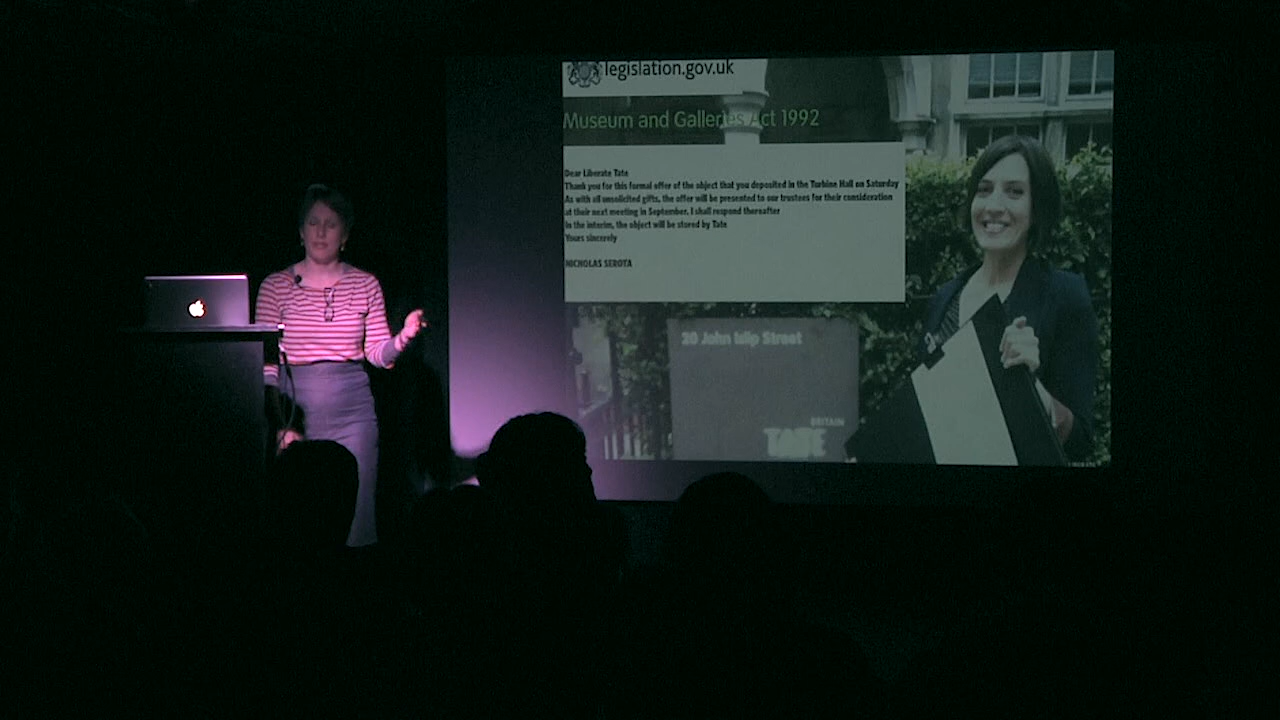 legislation.gov.uk
Museum and Galleries Act 1992
Dear Liberate Tate
Thank you for this formal offer of the object that you deposited in the Turbine Hall on Saturday
As with all unsolicited gifts, the offer will be presented to our trustees for their consideration
at their next meeting in September. I shall respond thereafter
In the interim, the object will be stored by Tate
Yours sincerely
NICHOLAS SEROTA
20 John Islip Street
BRITAIN
TATE